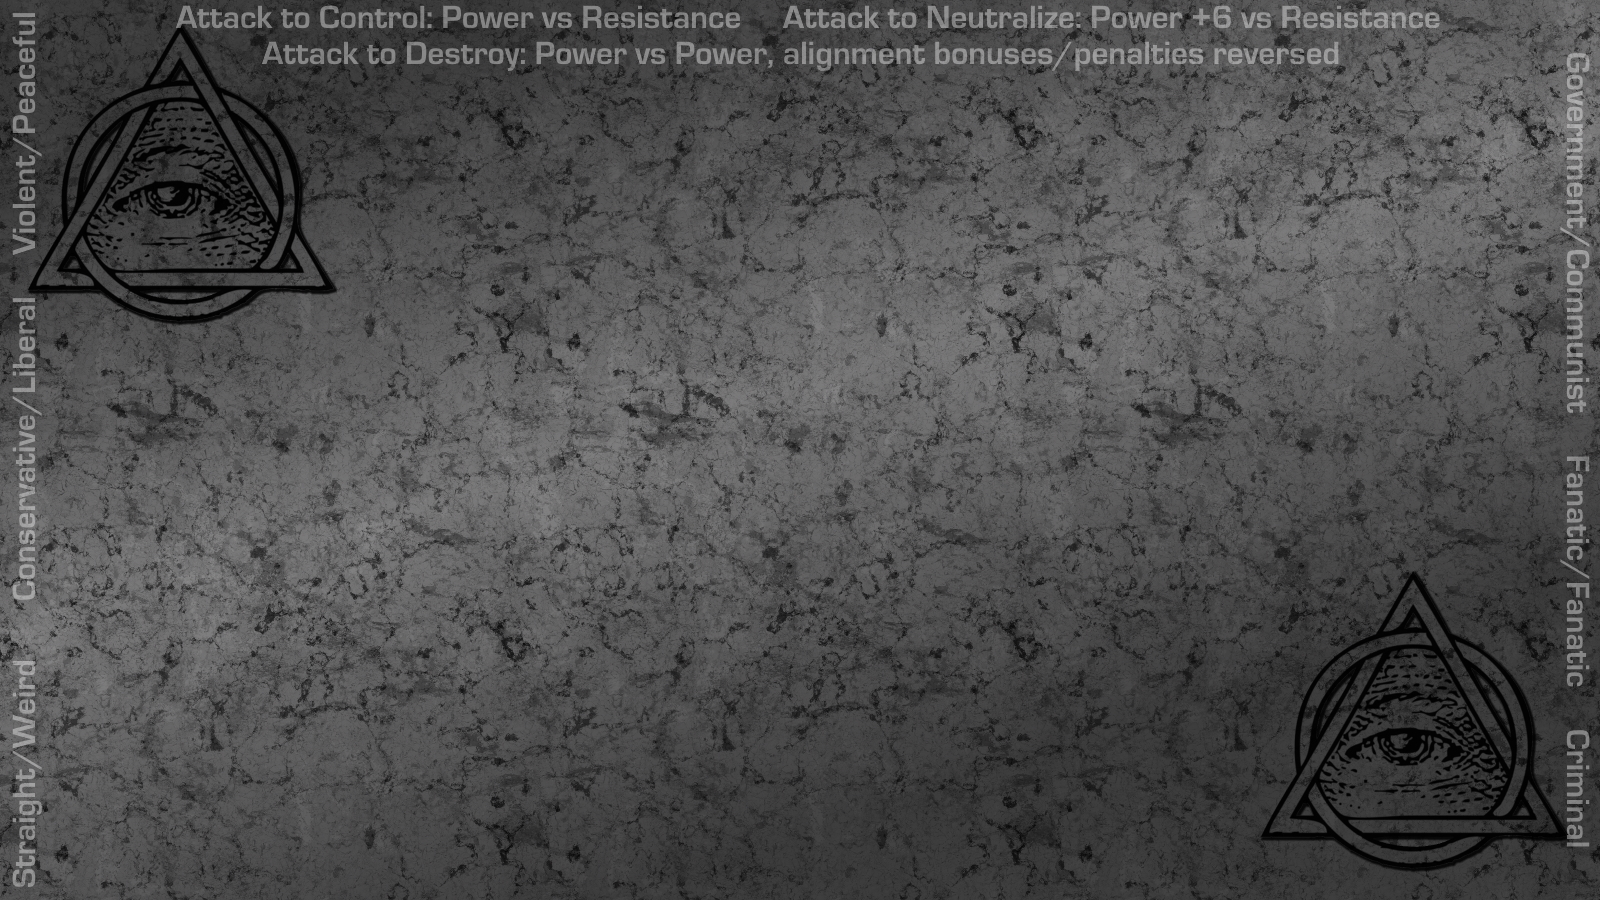 Attack to Control: Power vs Resistance Attack to Neutralize: Power +6 vs Resistance
Attack to Destroy: Power vs Power, alignment bonuses/penalties reversed
Straight/Weird Conservative/Liberal Violent/Peaceful
Government/Communist Fanatic/Fanatic Criminal